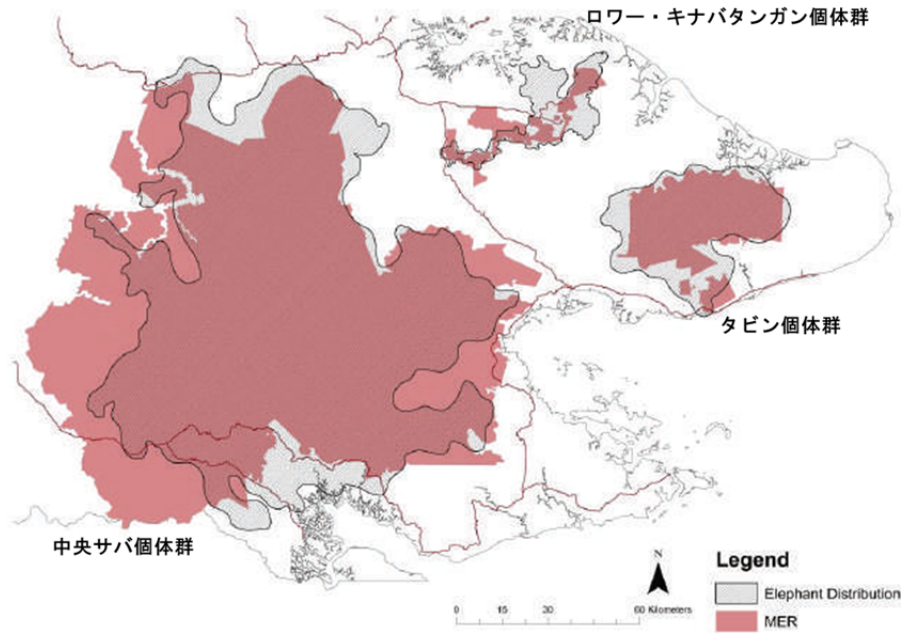 ロワー・キナバタンガン個体群
タビン個体群
中央サバ個体群
N
Legend
Elephant Distribution
MER
0 15 30 60 Kilometers